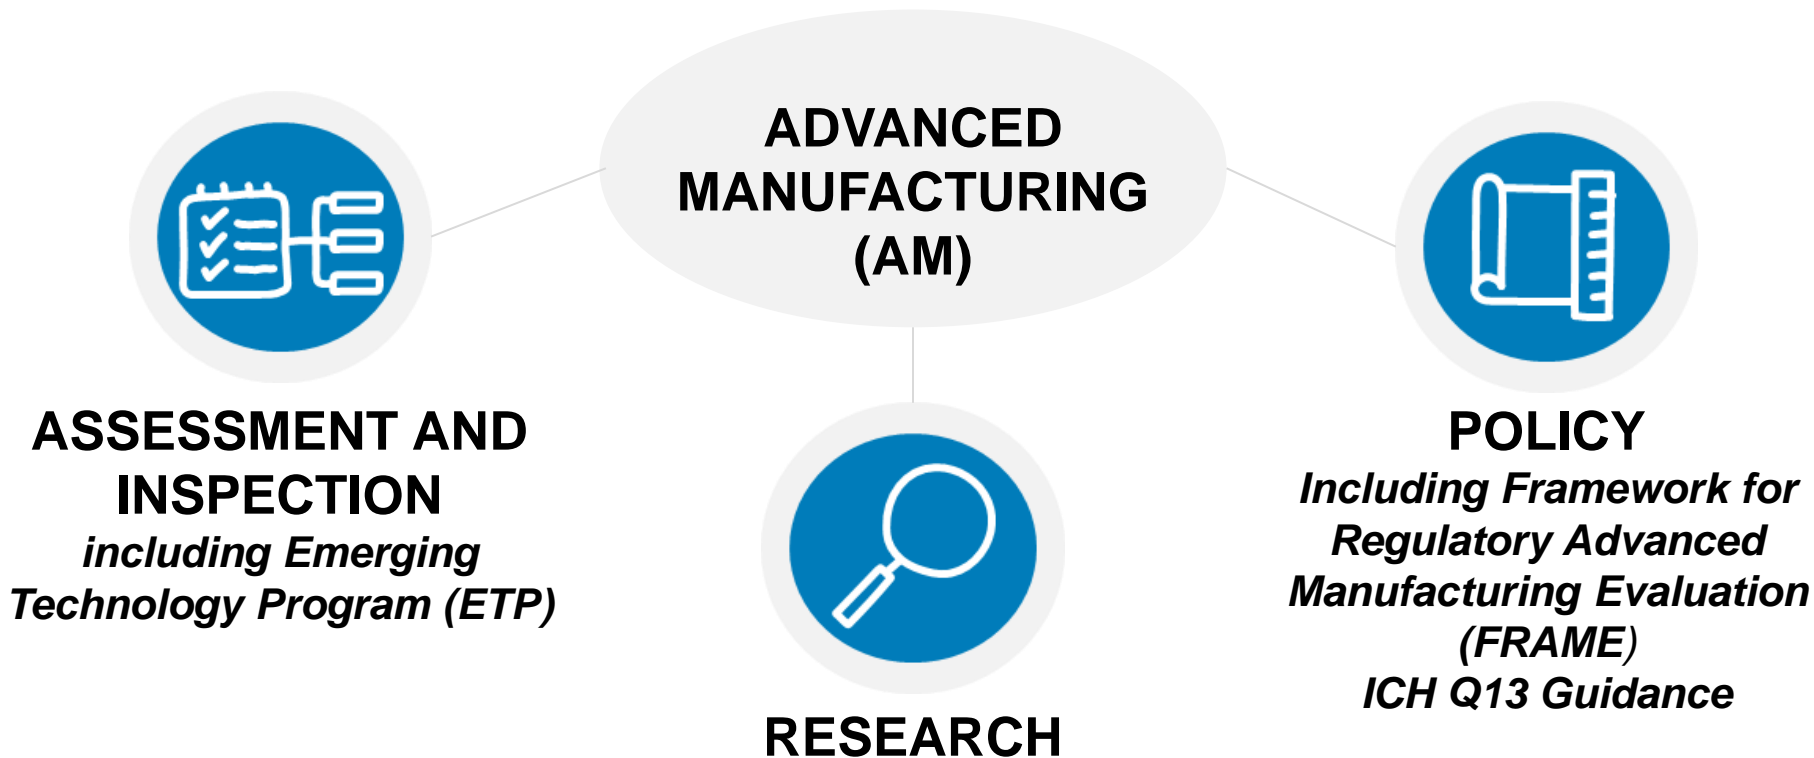 ADVANCED
MANUFACTURING
(AM)
ASSESSMENT AND
INSPECTION
including Emerging
Technology Program (ETP)
RESEARCH
POLICY
Including Framework for
Regulatory Advanced
Manufacturing Evaluation
(FRAME)
ICH Q13 Guidance